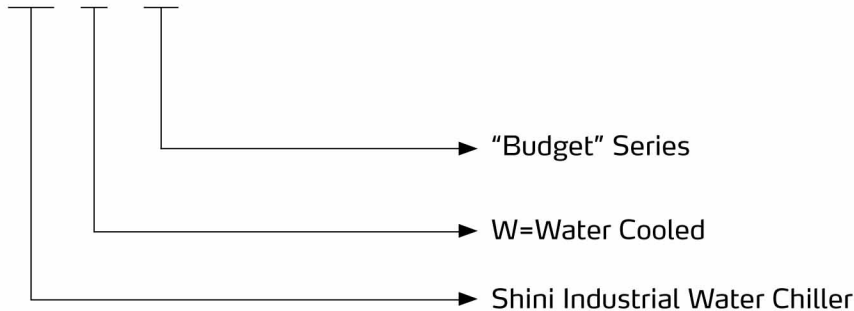 “Budget” Series
W=Water Cooled
Shini Industrial Water Chiller